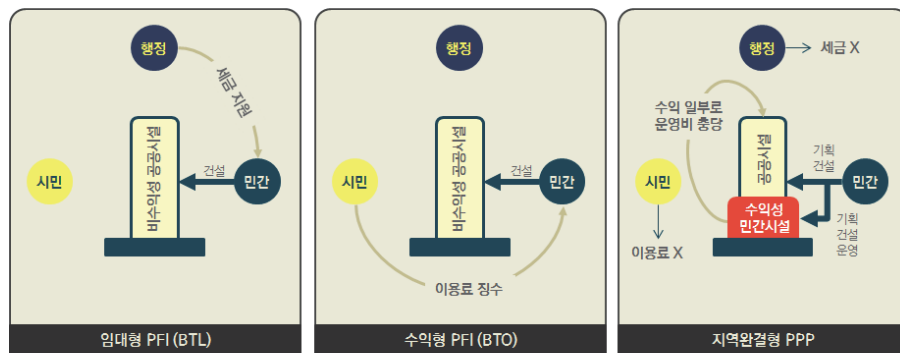 행정
세금 지원
비수익성 공공시설
시민
건설
민간
임대형 PFI (BTL)
행정
비수익성 공공시설
시민
건설
민간
이용료 징수
수익형 PFI (BTO)
행정
세금 X
수익 일부로
운영비 충당
공공시설
기획
건설
시민
민간
수익성
민간시설
기획
건설
운영
이용료 X
지역완결형 PPP